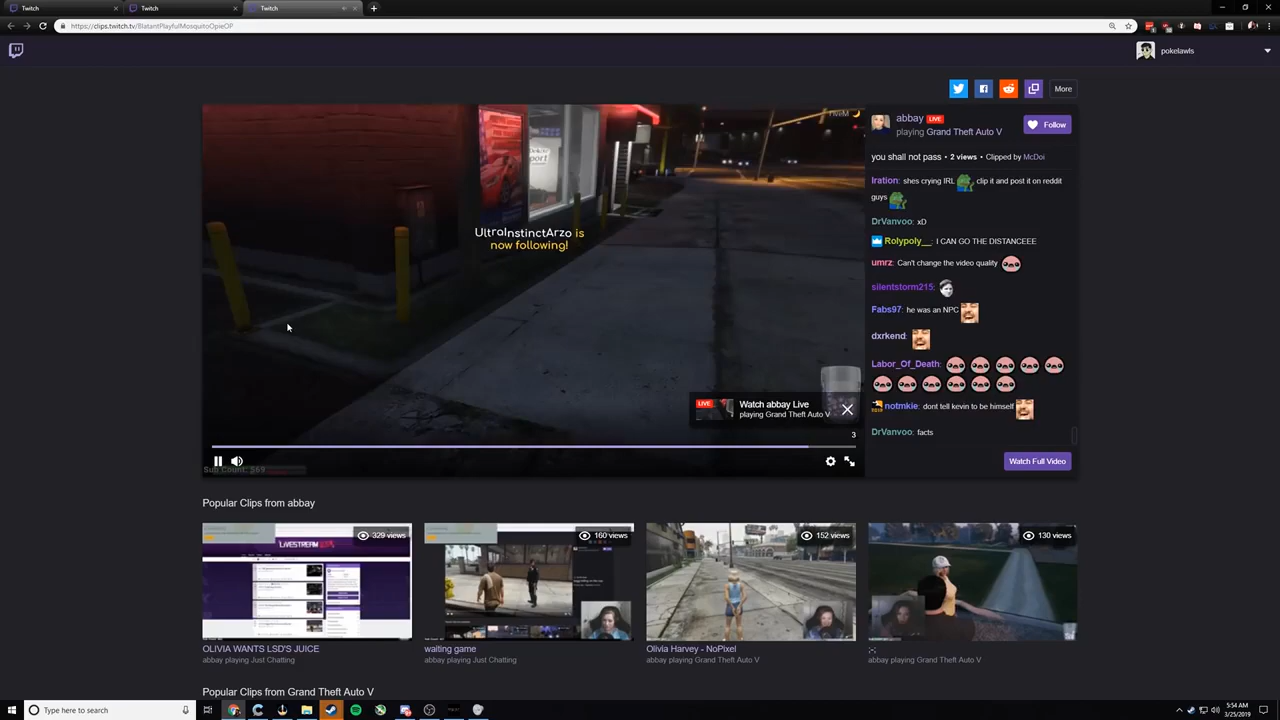 Twitch
Twitch
Twitch
https://clips.twitch.tv/BlatantPlayfulMosquitoOpieOP
pokelawls
More
FiveM
abbay LIVE
playing Grand Theft Auto V
Follow
you shall not pass • 2 views • Clipped by McDoi
Iration: shes crying IRL clip it and post it on reddit
guys
DrVanvoo: xD
Rolypoly__: I CAN GO THE DISTANCEEE
umrz: Can't change the video quality
silentstorm215:
Fabs97: he was an NPC
dxrkend:
Labor_Of_Death:
notmkie: dont tell kevin to be himself
DrVanvoo: facts
Watch Full Video
UltraInstinctArzo is
now following!
LIVE
Watch abbay Live
playing Grand Theft Auto V
3
Sub Count: 569
Popular Clips from abbay
329 views
160 views
152 views
130 views
LIVESTREAM
OLIVIA WANTS LSD'S JUICE
abbay playing Just Chatting
waiting game
abbay playing Just Chatting
Olivia Harvey - NoPixel
abbay playing Grand Theft Auto V
abbay playing Grand Theft Auto V
Popular Clips from Grand Theft Auto V
Type here to search
5:54 AM
3/25/2019